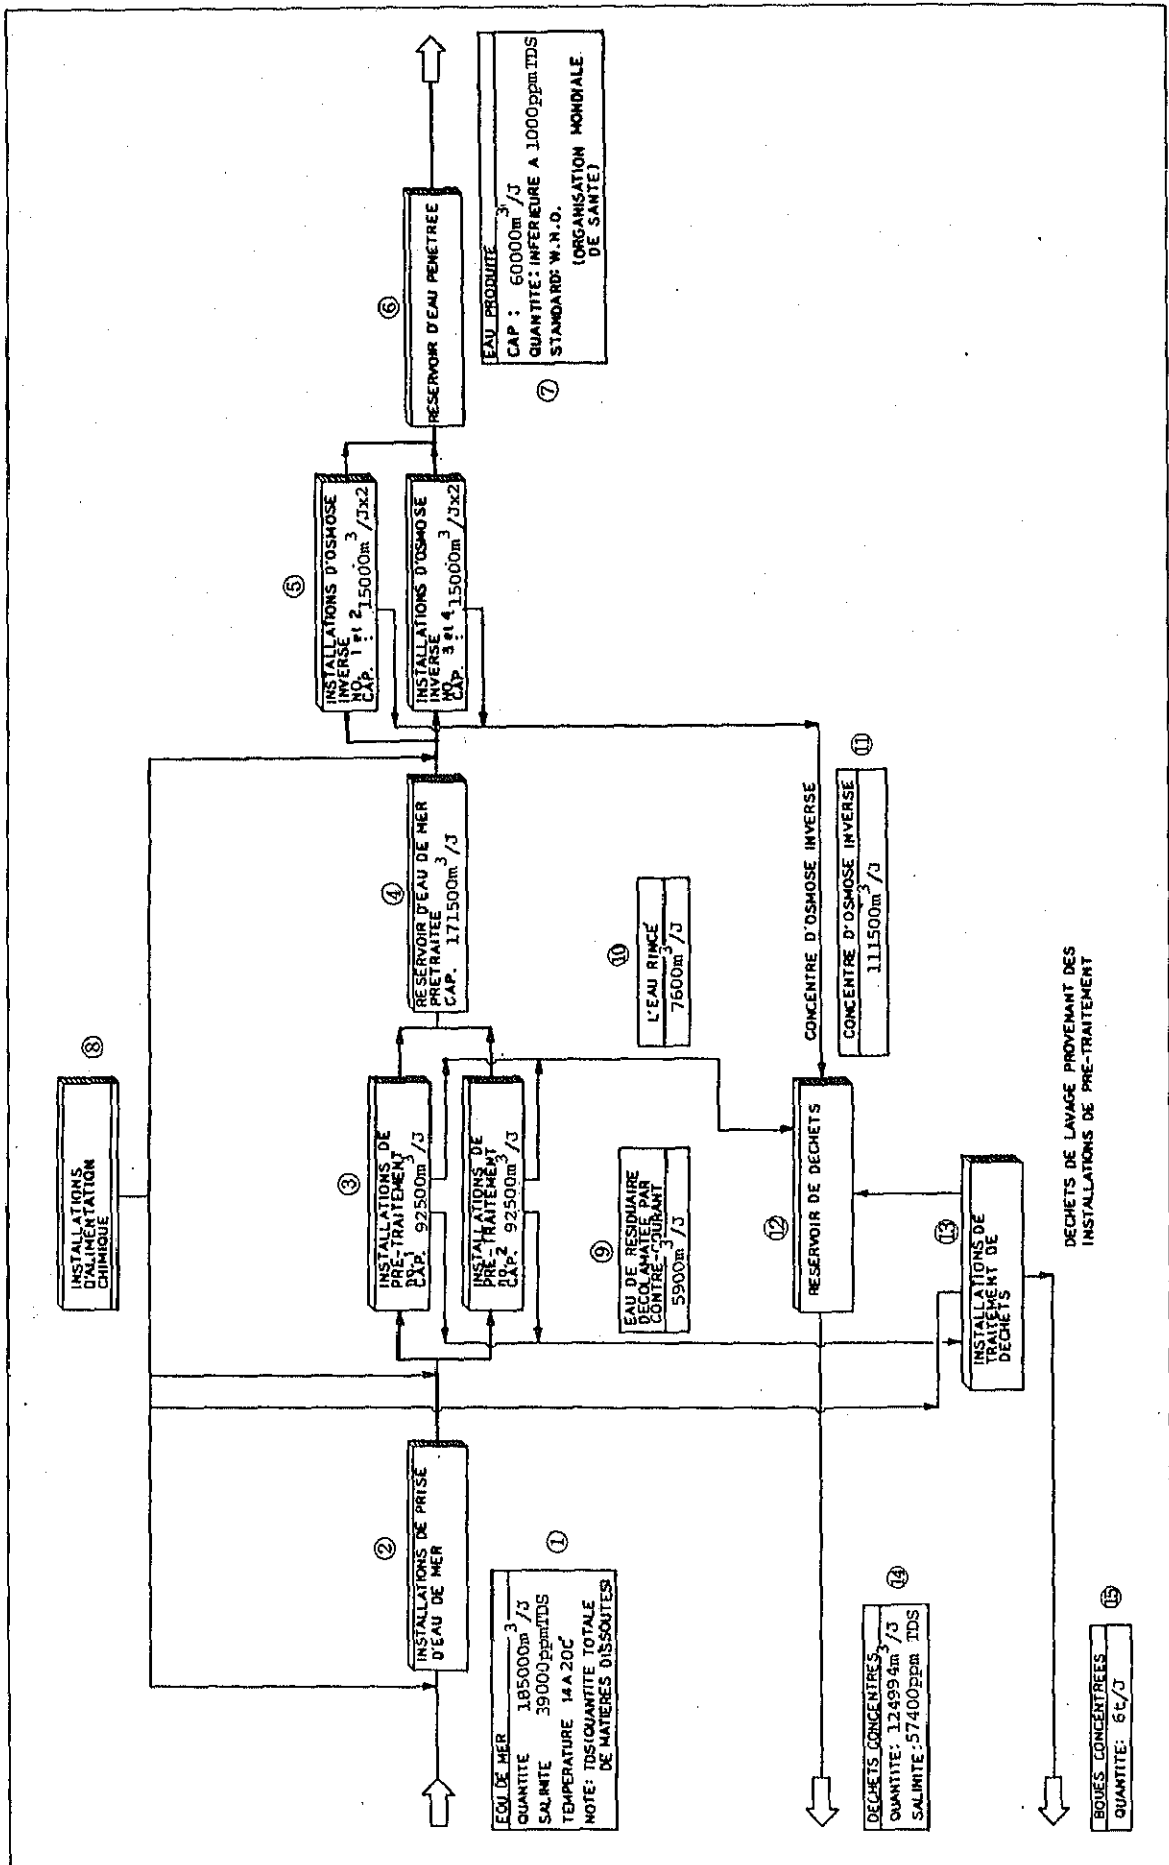 ①
EOU DE MER
QUANTITE 185000m³/J
SALINITE 39000ppmTDS
TEMPERATURE 14 A 20C
NOTE: TDS(QUANTITE TOTALE
DE MATIERES DISSOUTES)
②
INSTALLATIONS DE PRISE
D'EAU DE MER
③
INSTALLATIONS DE
PRE-TRAITEMENT
no. 1
CAP. 92500m³/J
INSTALLATIONS DE
PRE-TRAITEMENT
no. 2
CAP. 92500m³/J
④
RESERVOIR D'EAU DE MER
PRETRAITEE
CAP. 171500m³/J
⑤
INSTALLATIONS D'OSMOSE
INVERSE
NO. 1 et 2
CAP. : 15000m³/Jx2
INSTALLATIONS D'OSMOSE
INVERSE
NO. 3 et 4
CAP. : 15000m³/Jx2
⑥
RESERVOIR D'EAU PENETREE
⑦
EAU PRODUITE
CAP : 60000m³/J
QUANTITE: INFERIEURE A 1000ppmTDS
STANDARD: W.H.O.
(ORGANISATION MONDIALE
DE SANTE)
⑧
INSTALLATIONS
D'ALIMENTATION
CHIMIQUE
⑨
EAU DE RESIDUAIRE
DECOLAMATEE PAR
CONTRE-COURANT
5900m³/J
⑩
L'EAU RINCÉ
7600m³/J
CONCENTRE D'OSMOSE INVERSE
⑪
CONCENTRE D'OSMOSE INVERSE
111500m³/J
⑫
RESERVOIR DE DECHETS
⑬
INSTALLATIONS DE
TRAITEMENT DE
DECHETS
DECHETS DE LAVAGE PROVENANT DES
INSTALLATIONS DE PRE-TRAITEMENT
⑭
DECHETS CONCENTRES
QUANTITE: 124994m³/J
SALINITE: 57400ppm TDS
⑮
BOUES CONCENTREES
QUANTITE: 6t/J